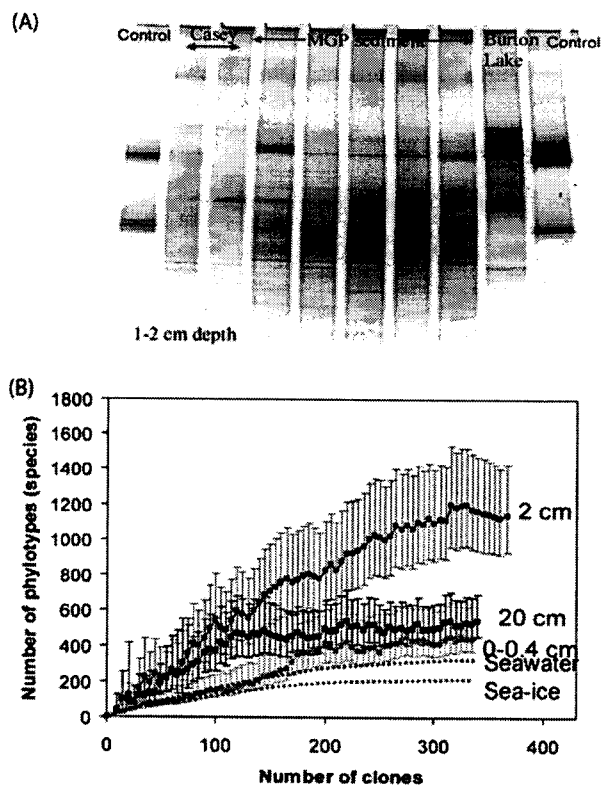 (A)
Control Casey MGP sediment Burton Lake Control
1-2 cm depth
(B)
Number of phylotypes (species)
1800
1600
1400
1200
1000
800
600
400
200
0
2 cm
20 cm
0-0.4 cm
Seawater
Sea-ice
0 100 200 300 400
Number of clones